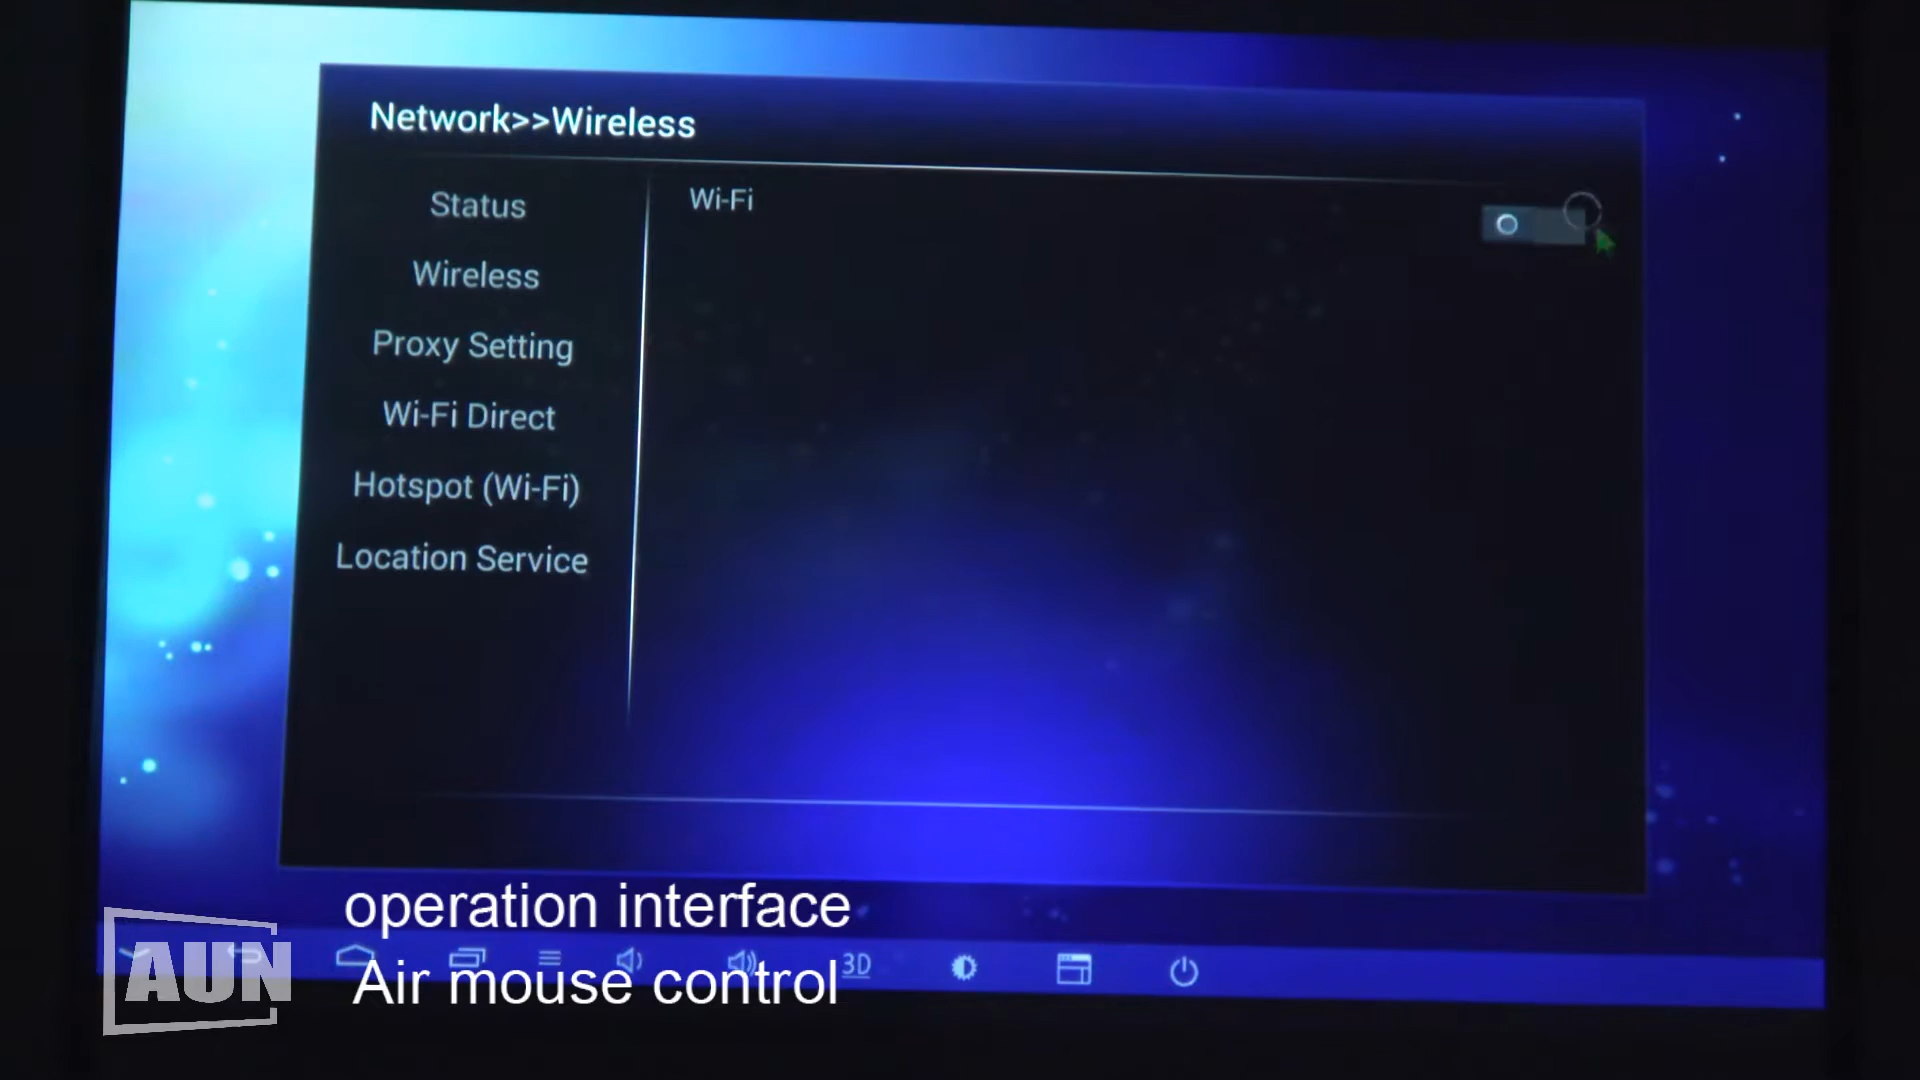 Network>>Wireless
Status
Wireless
Proxy Setting
Wi-Fi Direct
Hotspot (Wi-Fi)
Location Service
Wi-Fi
operation interface
3D
Air mouse control
AUN